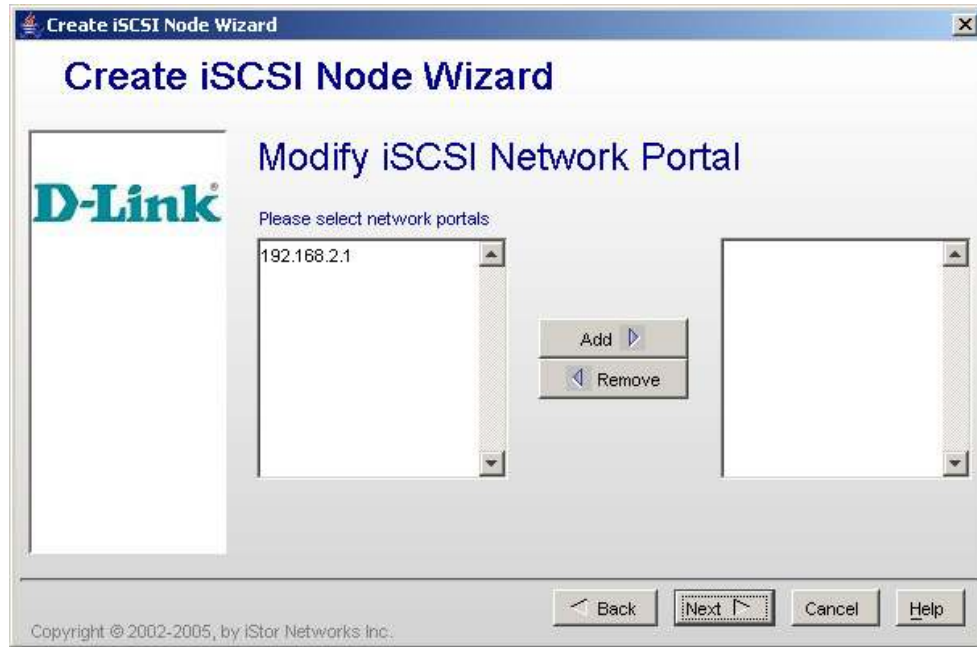 Create iSCSI Node Wizard
Create iSCSI Node Wizard
D-Link®
Modify iSCSI Network Portal
Please select network portals
192.168.2.1
Add
Remove
Back
Next
Cancel
Help
Copyright © 2002-2005, by iStor Networks Inc.